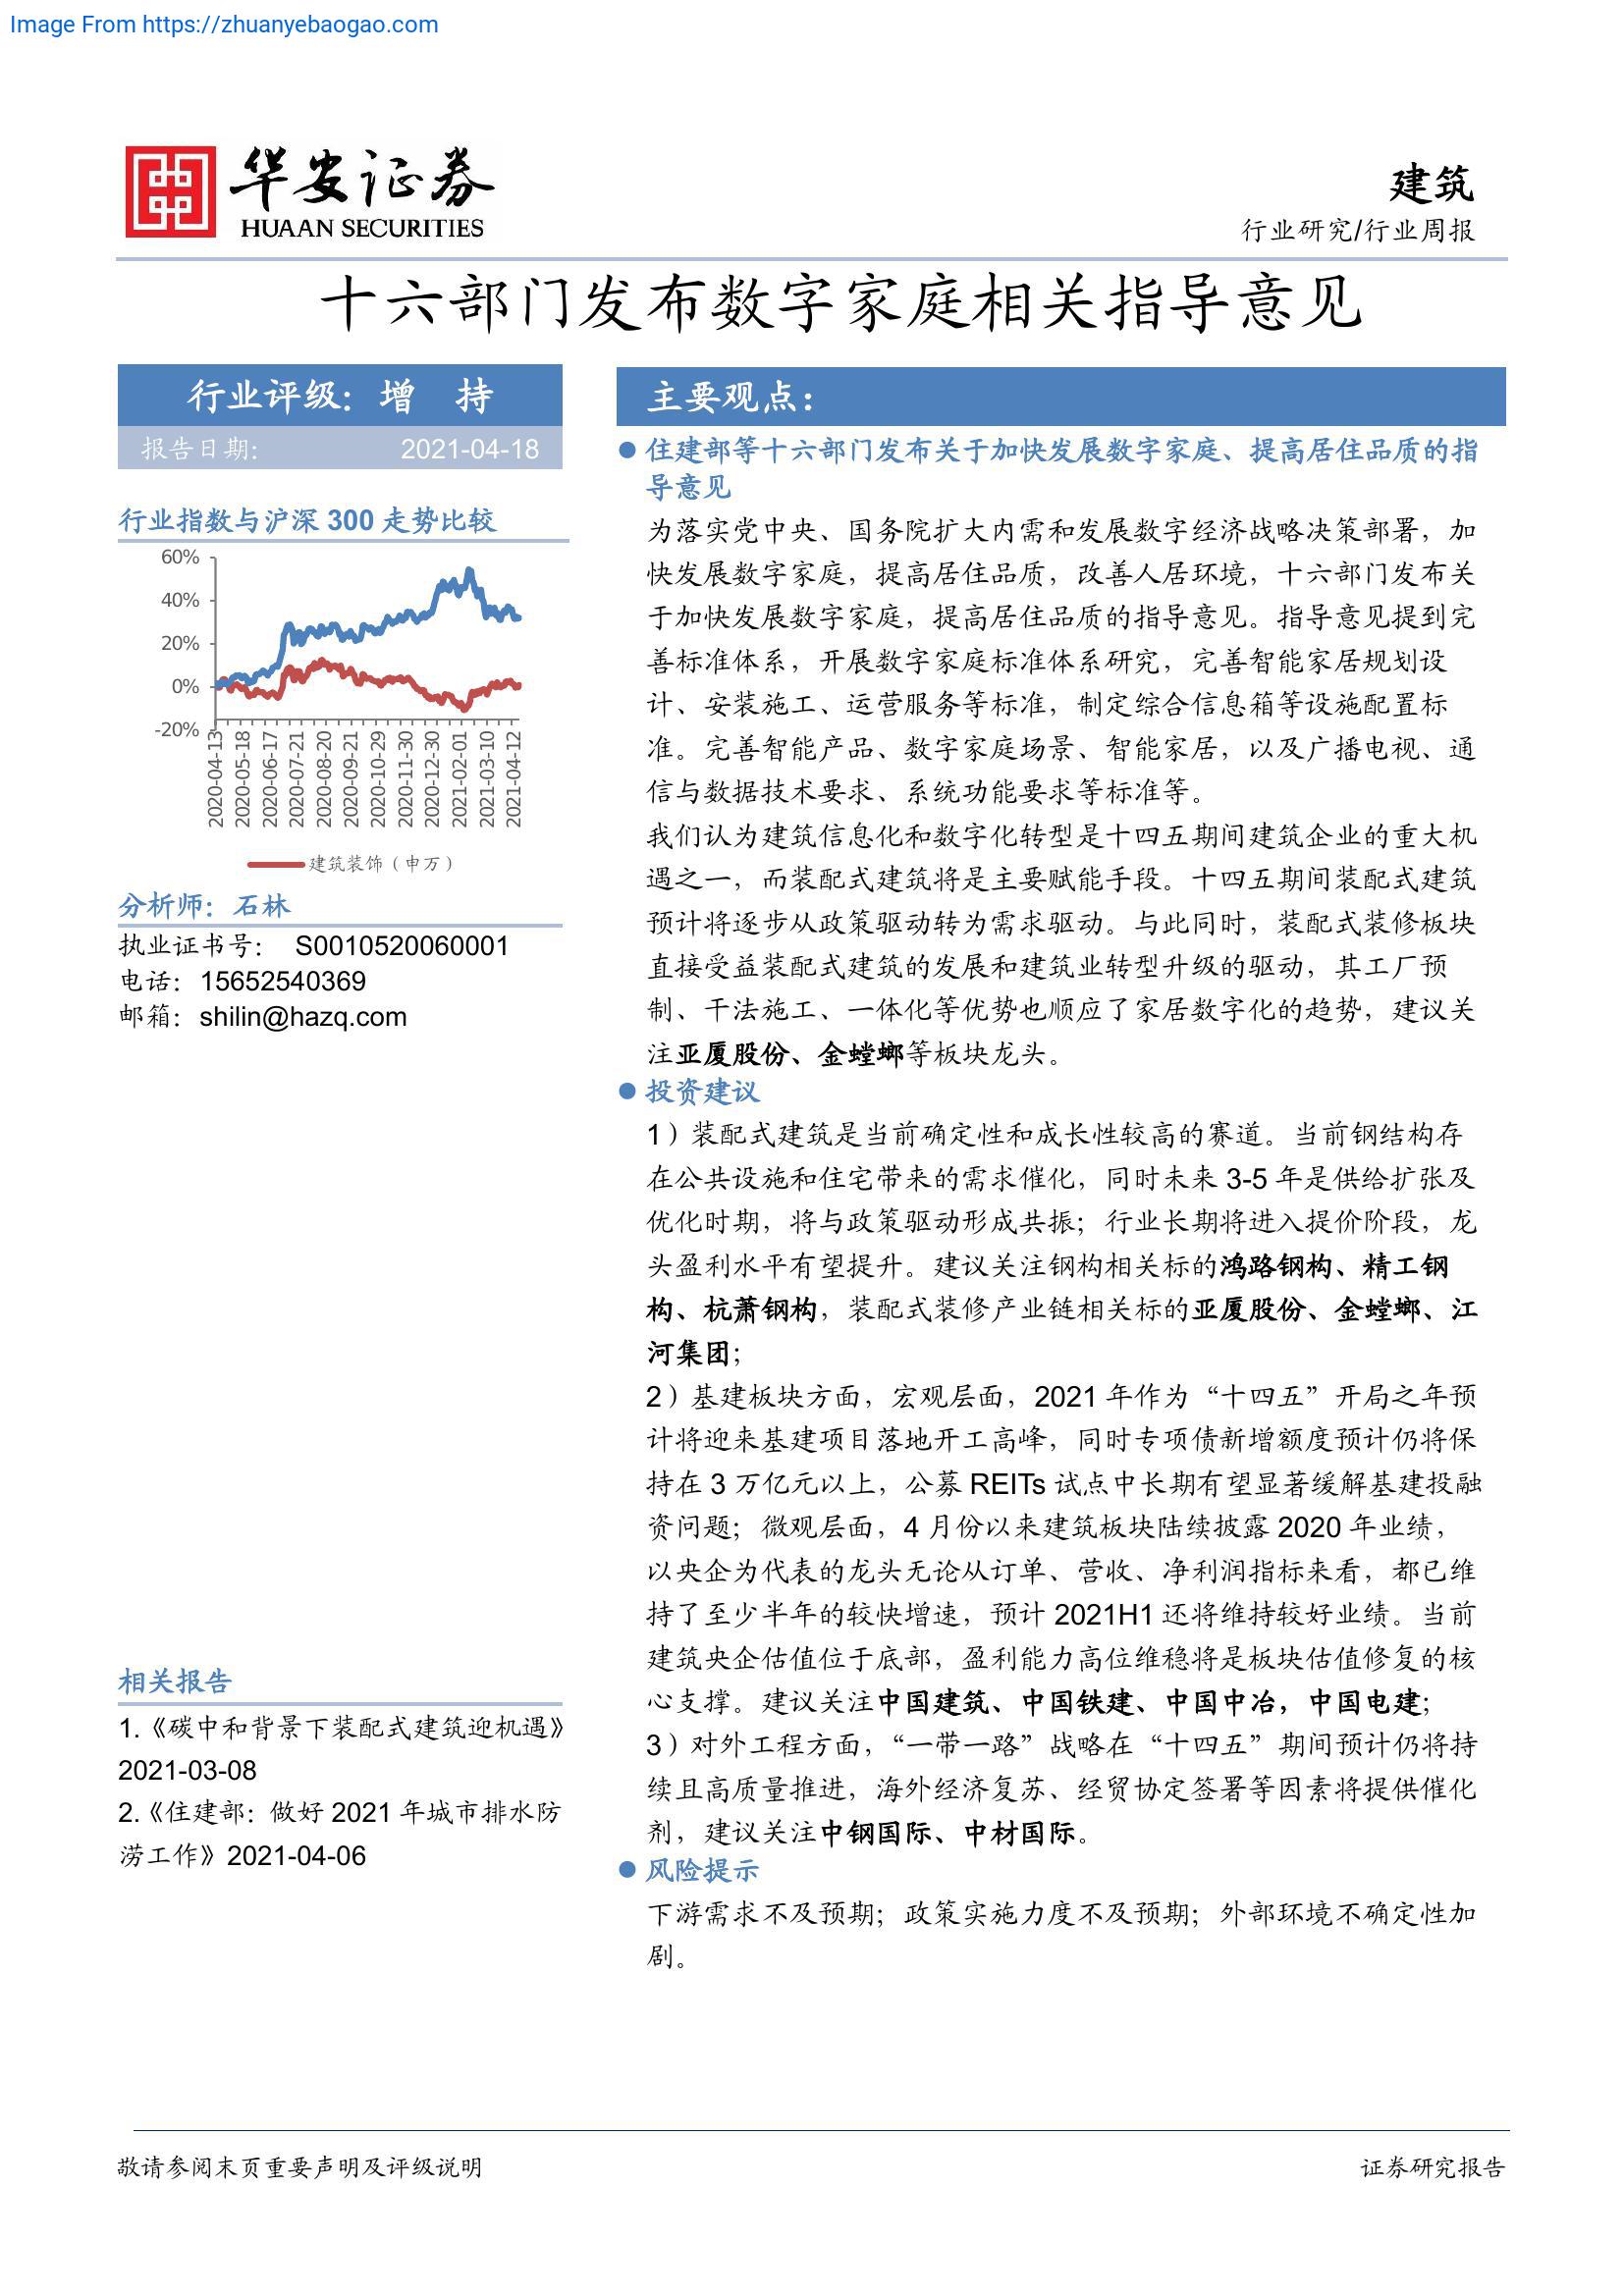 Image From https://zhuanyebaogao.com
华安证券
HUAAN SECURITIES
建筑
行业研究/行业周报
十六部门发布数字家庭相关指导意见
行业评级：增 持
报告日期： 2021-04-18
行业指数与沪深 300 走势比较
60%
40%
20%
0%
-20%
2020-04-13
2020-05-18
2020-06-17
2020-07-21
2020-08-20
2020-09-21
2020-10-29
2020-11-30
2020-12-30
2021-02-01
2021-03-10
2021-04-12
建筑装饰（申万）
分析师：石林
执业证书号： S0010520060001
电话：15652540369
邮箱：shilin@hazq.com
相关报告
1.《碳中和背景下装配式建筑迎机遇》
2021-03-08
2.《住建部：做好 2021 年城市排水防
涝工作》2021-04-06
主要观点：
住建部等十六部门发布关于加快发展数字家庭、提高居住品质的指
导意见
为落实党中央、国务院扩大内需和发展数字经济战略决策部署，加
快发展数字家庭，提高居住品质，改善人居环境，十六部门发布关
于加快发展数字家庭，提高居住品质的指导意见。指导意见提到完
善标准体系，开展数字家庭标准体系研究，完善智能家居规划设
计、安装施工、运营服务等标准，制定综合信息箱等设施配置标
准。完善智能产品、数字家庭场景、智能家居，以及广播电视、通
信与数据技术要求、系统功能要求等标准等。
我们认为建筑信息化和数字化转型是十四五期间建筑企业的重大机
遇之一，而装配式建筑将是主要赋能手段。十四五期间装配式建筑
预计将逐步从政策驱动转为需求驱动。与此同时，装配式装修板块
直接受益装配式建筑的发展和建筑业转型升级的驱动，其工厂预
制、干法施工、一体化等优势也顺应了家居数字化的趋势，建议关
注亚厦股份、金螳螂等板块龙头。
投资建议
1）装配式建筑是当前确定性和成长性较高的赛道。当前钢结构存
在公共设施和住宅带来的需求催化，同时未来 3-5 年是供给扩张及
优化时期，将与政策驱动形成共振；行业长期将进入提价阶段，龙
头盈利水平有望提升。建议关注钢构相关标的鸿路钢构、精工钢
构、杭萧钢构，装配式装修产业链相关标的亚厦股份、金螳螂、江
河集团；
2）基建板块方面，宏观层面，2021 年作为“十四五”开局之年预
计将迎来基建项目落地开工高峰，同时专项债新增额度预计仍将保
持在 3 万亿元以上，公募 REITs 试点中长期有望显著缓解基建投融
资问题；微观层面，4 月份以来建筑板块陆续披露 2020 年业绩，
以央企为代表的龙头无论从订单、营收、净利润指标来看，都已维
持了至少半年的较快增速，预计 2021H1 还将维持较好业绩。当前
建筑央企估值位于底部，盈利能力高位维稳将是板块估值修复的核
心支撑。建议关注中国建筑、中国铁建、中国中冶，中国电建；
3）对外工程方面，“一带一路”战略在“十四五”期间预计仍将持
续且高质量推进，海外经济复苏、经贸协定签署等因素将提供催化
剂，建议关注中钢国际、中材国际。
风险提示
下游需求不及预期；政策实施力度不及预期；外部环境不确定性加
剧。
敬请参阅末页重要声明及评级说明
证券研究报告